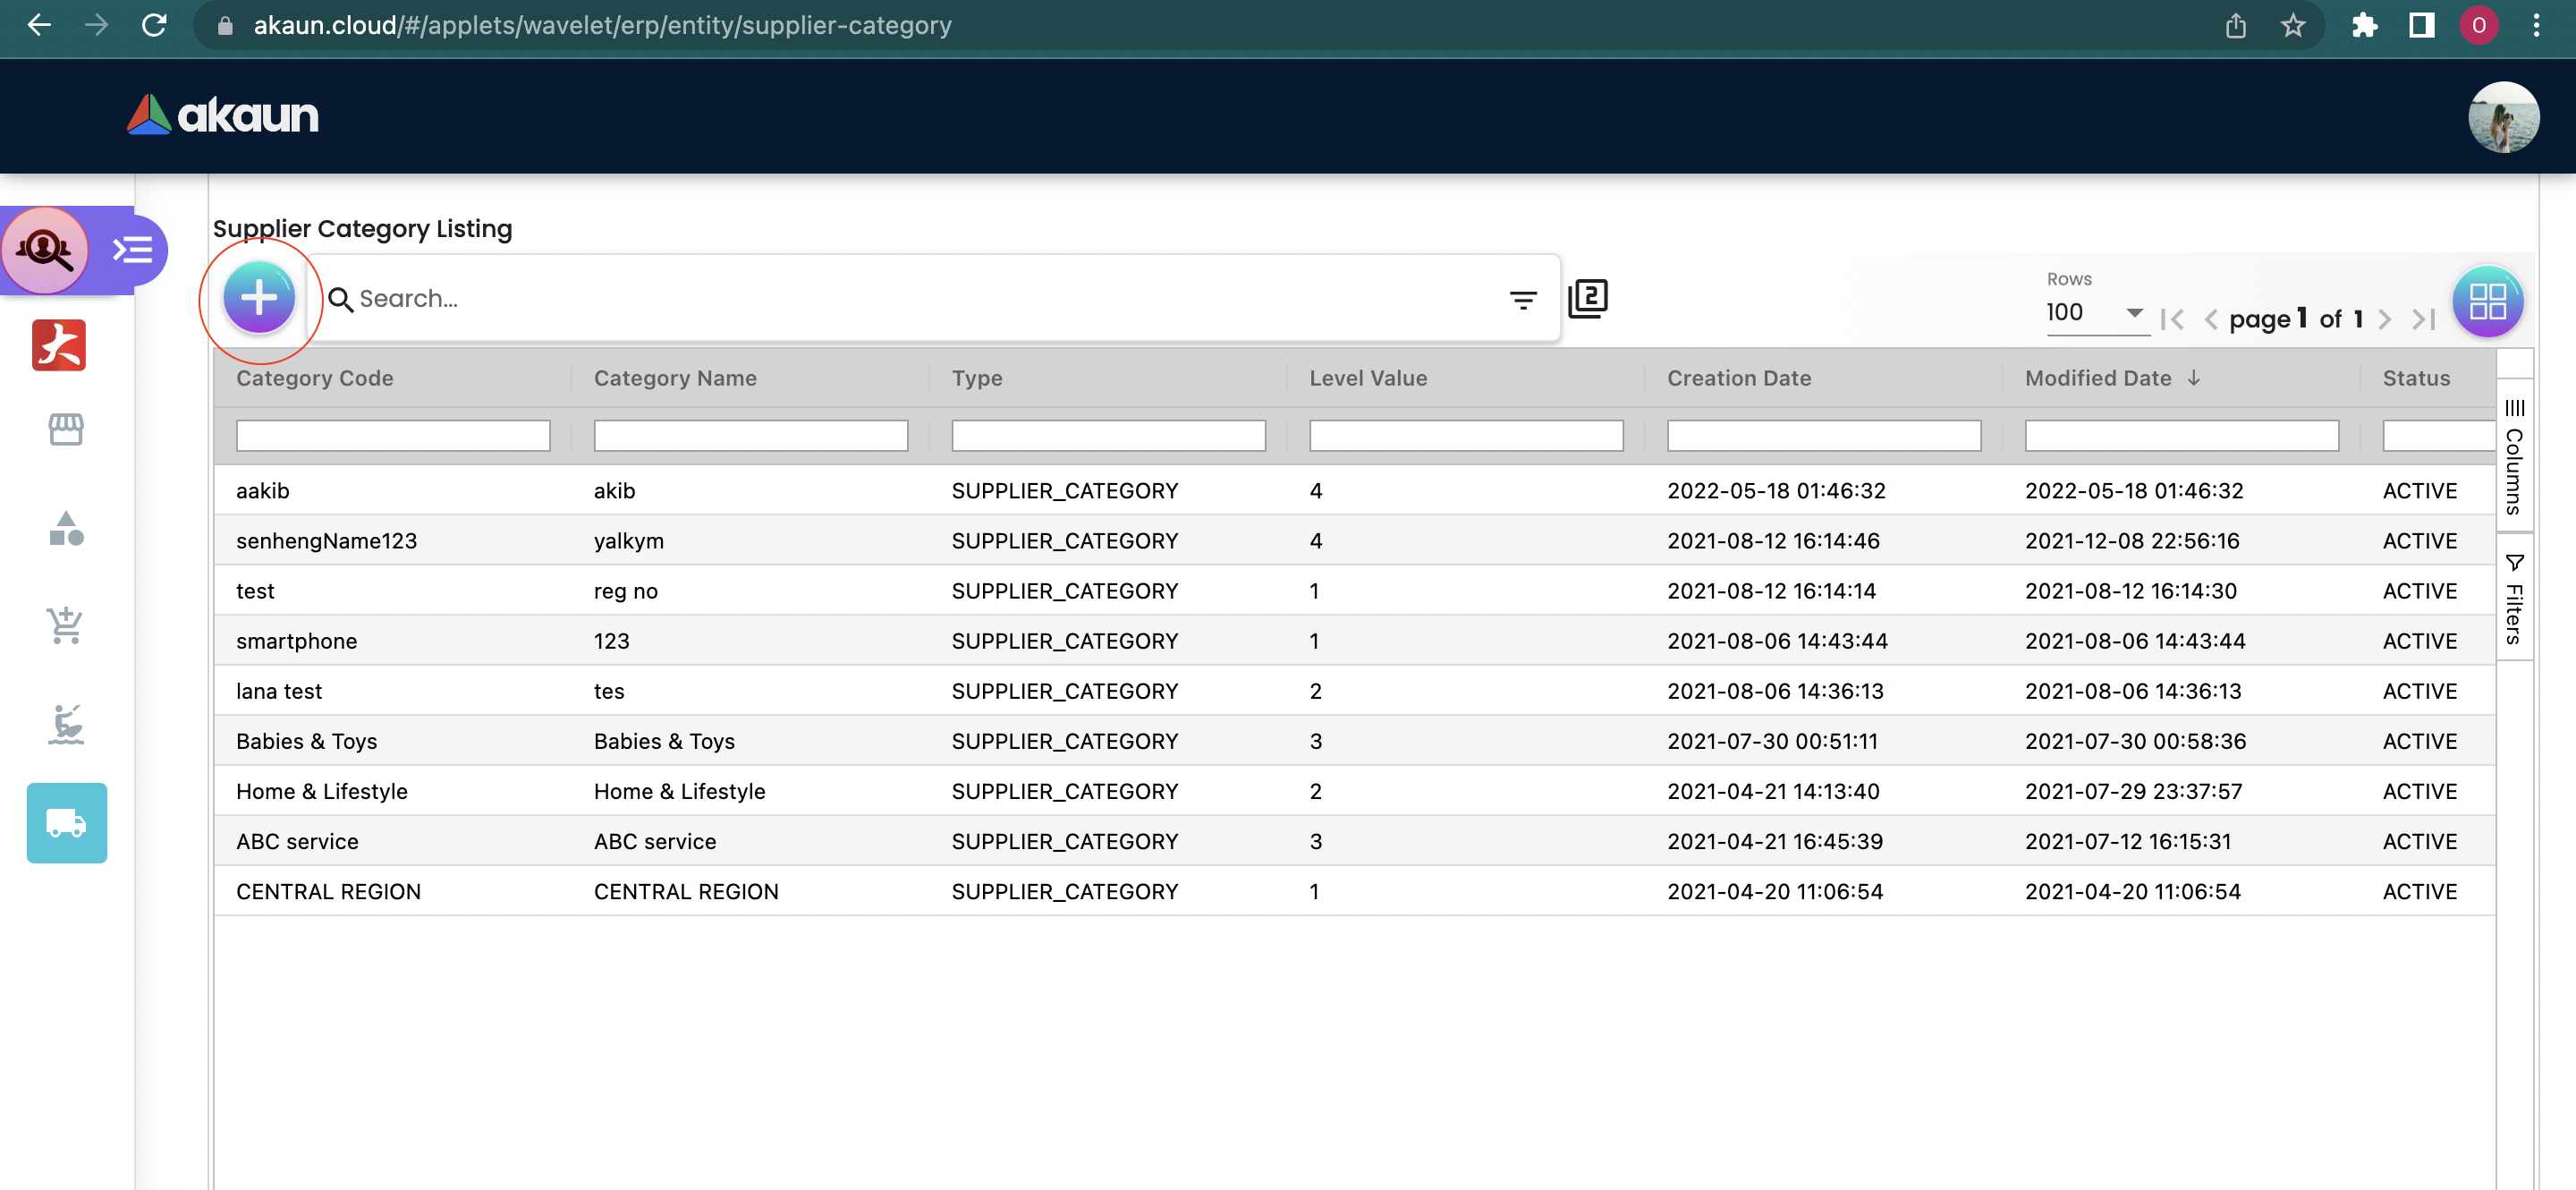 akaun.cloud/#/applets/wavelet/erp/entity/supplier-category
O
akaun
Supplier Category Listing
Search...
2
Rows
100
page 1 of 1
Category Code Category Name Type Level Value Creation Date Modified Date Status
aakib akib SUPPLIER_CATEGORY 4 2022-05-18 01:46:32 2022-05-18 01:46:32 ACTIVE
senhengName123 yalkym SUPPLIER_CATEGORY 4 2021-08-12 16:14:46 2021-12-08 22:56:16 ACTIVE
test reg no SUPPLIER_CATEGORY 1 2021-08-12 16:14:14 2021-08-12 16:14:30 ACTIVE
smartphone 123 SUPPLIER_CATEGORY 1 2021-08-06 14:43:44 2021-08-06 14:43:44 ACTIVE
lana test tes SUPPLIER_CATEGORY 2 2021-08-06 14:36:13 2021-08-06 14:36:13 ACTIVE
Babies & Toys Babies & Toys SUPPLIER_CATEGORY 3 2021-07-30 00:51:11 2021-07-30 00:58:36 ACTIVE
Home & Lifestyle Home & Lifestyle SUPPLIER_CATEGORY 2 2021-04-21 14:13:40 2021-07-29 23:37:57 ACTIVE
ABC service ABC service SUPPLIER_CATEGORY 3 2021-04-21 16:45:39 2021-07-12 16:15:31 ACTIVE
CENTRAL REGION CENTRAL REGION SUPPLIER_CATEGORY 1 2021-04-20 11:06:54 2021-04-20 11:06:54 ACTIVE
Columns
Filters